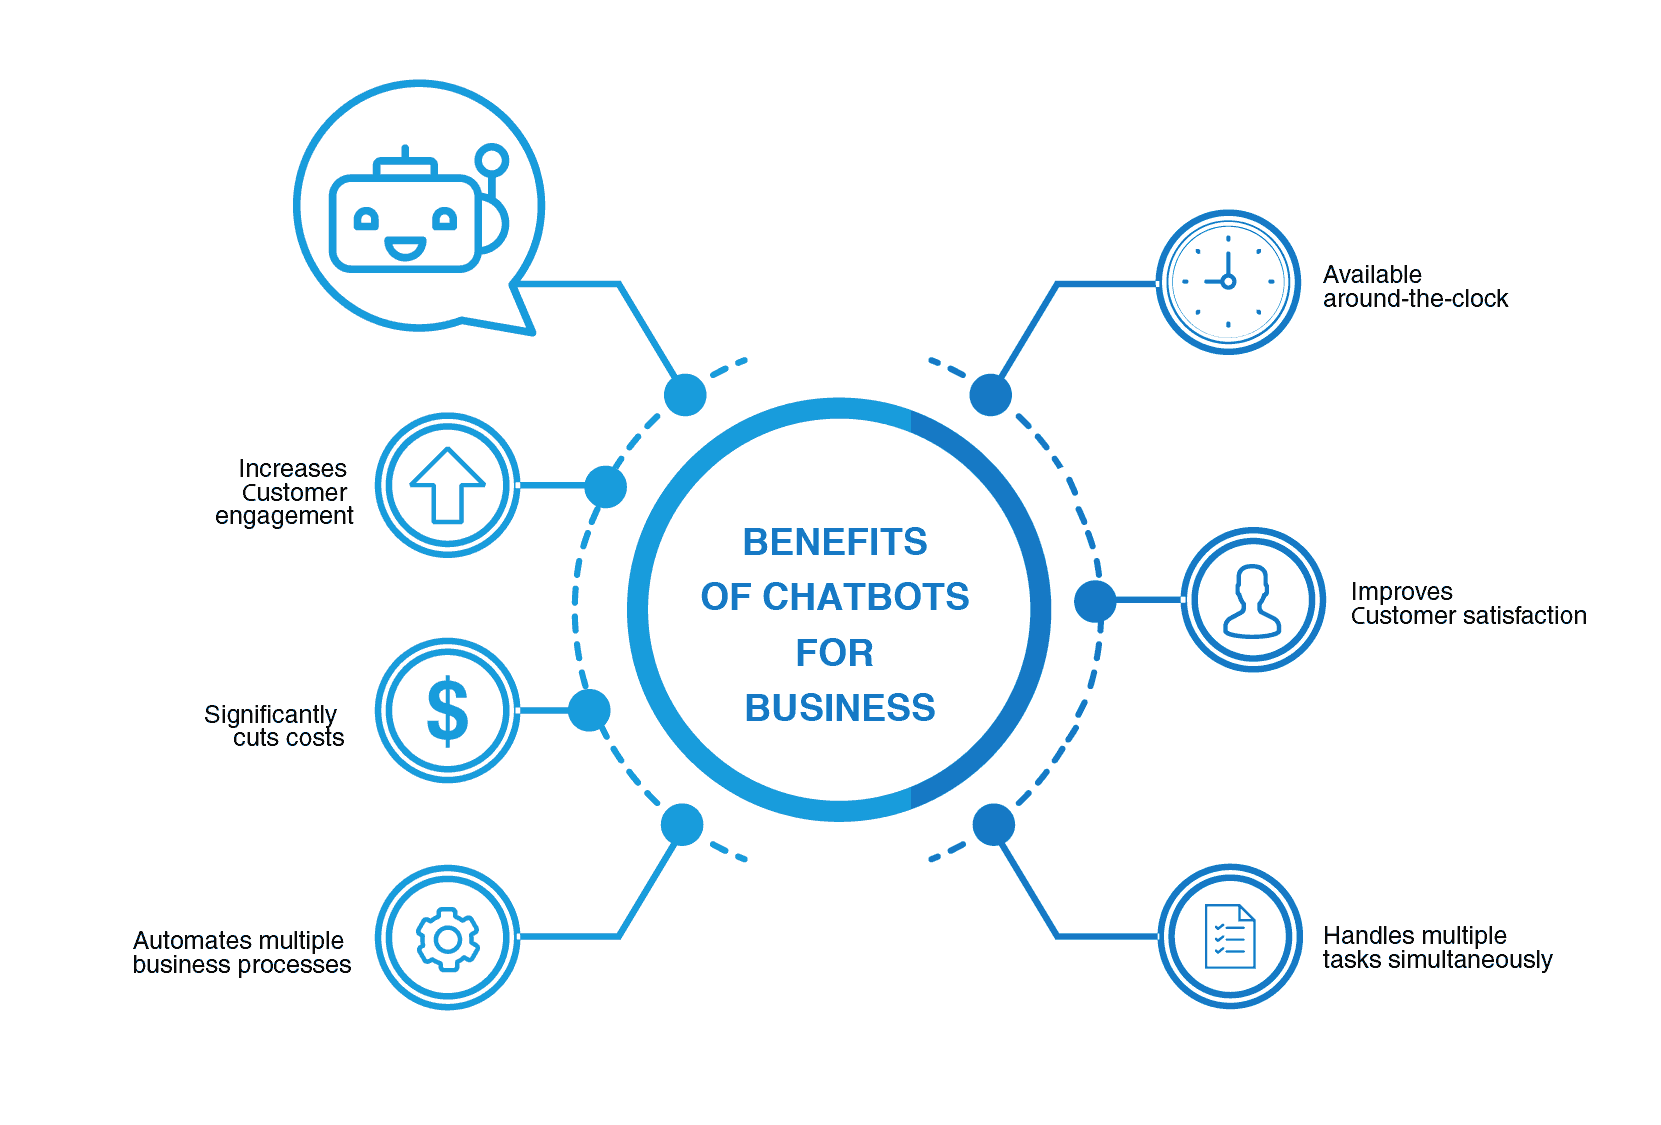 BENEFITS
OF CHATBOTS
FOR
BUSINESS
Increases
Customer
engagement
Significantly
cuts costs
Automates multiple
business processes
Available
around-the-clock
Improves
Customer satisfaction
Handles multiple
tasks simultaneously
$